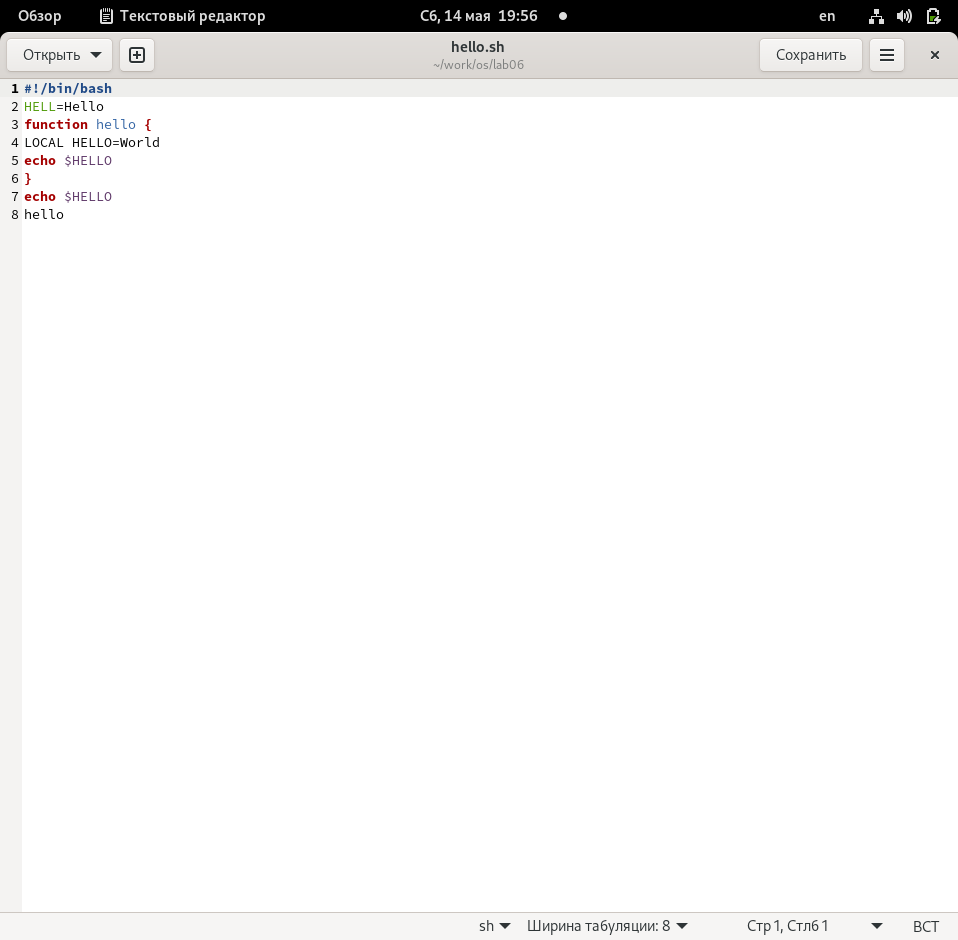 Обзор Текстовый редактор Сб, 14 мая 19:56 en
Открыть hello.sh Сохранить
~/work/os/lab06
1 #!/bin/bash
2 HELL=Hello
3 function hello {
4 LOCAL HELLO=World
5 echo $HELLO
6 }
7 echo $HELLO
8 hello
sh Ширина табуляции: 8 Стр 1, Стлб 1 ВСТ